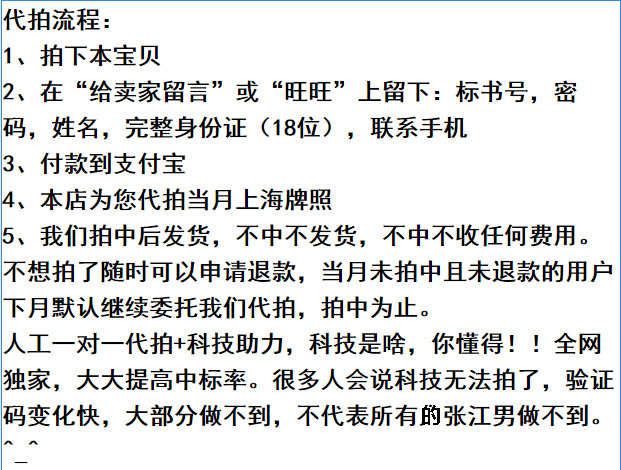 代拍流程：
1、拍下本宝贝
2、在“给卖家留言”或“旺旺”上留下：标书号，密
码，姓名，完整身份证（18位），联系手机
3、付款到支付宝
4、本店为您代拍当月上海牌照
5、我们拍中后发货，不中不发货，不中不收任何费用。
不想拍了随时可以申请退款，当月未拍中且未退款的用户
下月默认继续委托我们代拍，拍中为止。
人工一对一代拍+科技助力，科技是啥，你懂得！！全网
独家，大大提高中标率。很多人会说科技无法拍了，验证
码变化快，大部分做不到，不代表所有的张江男做不到。
^_^